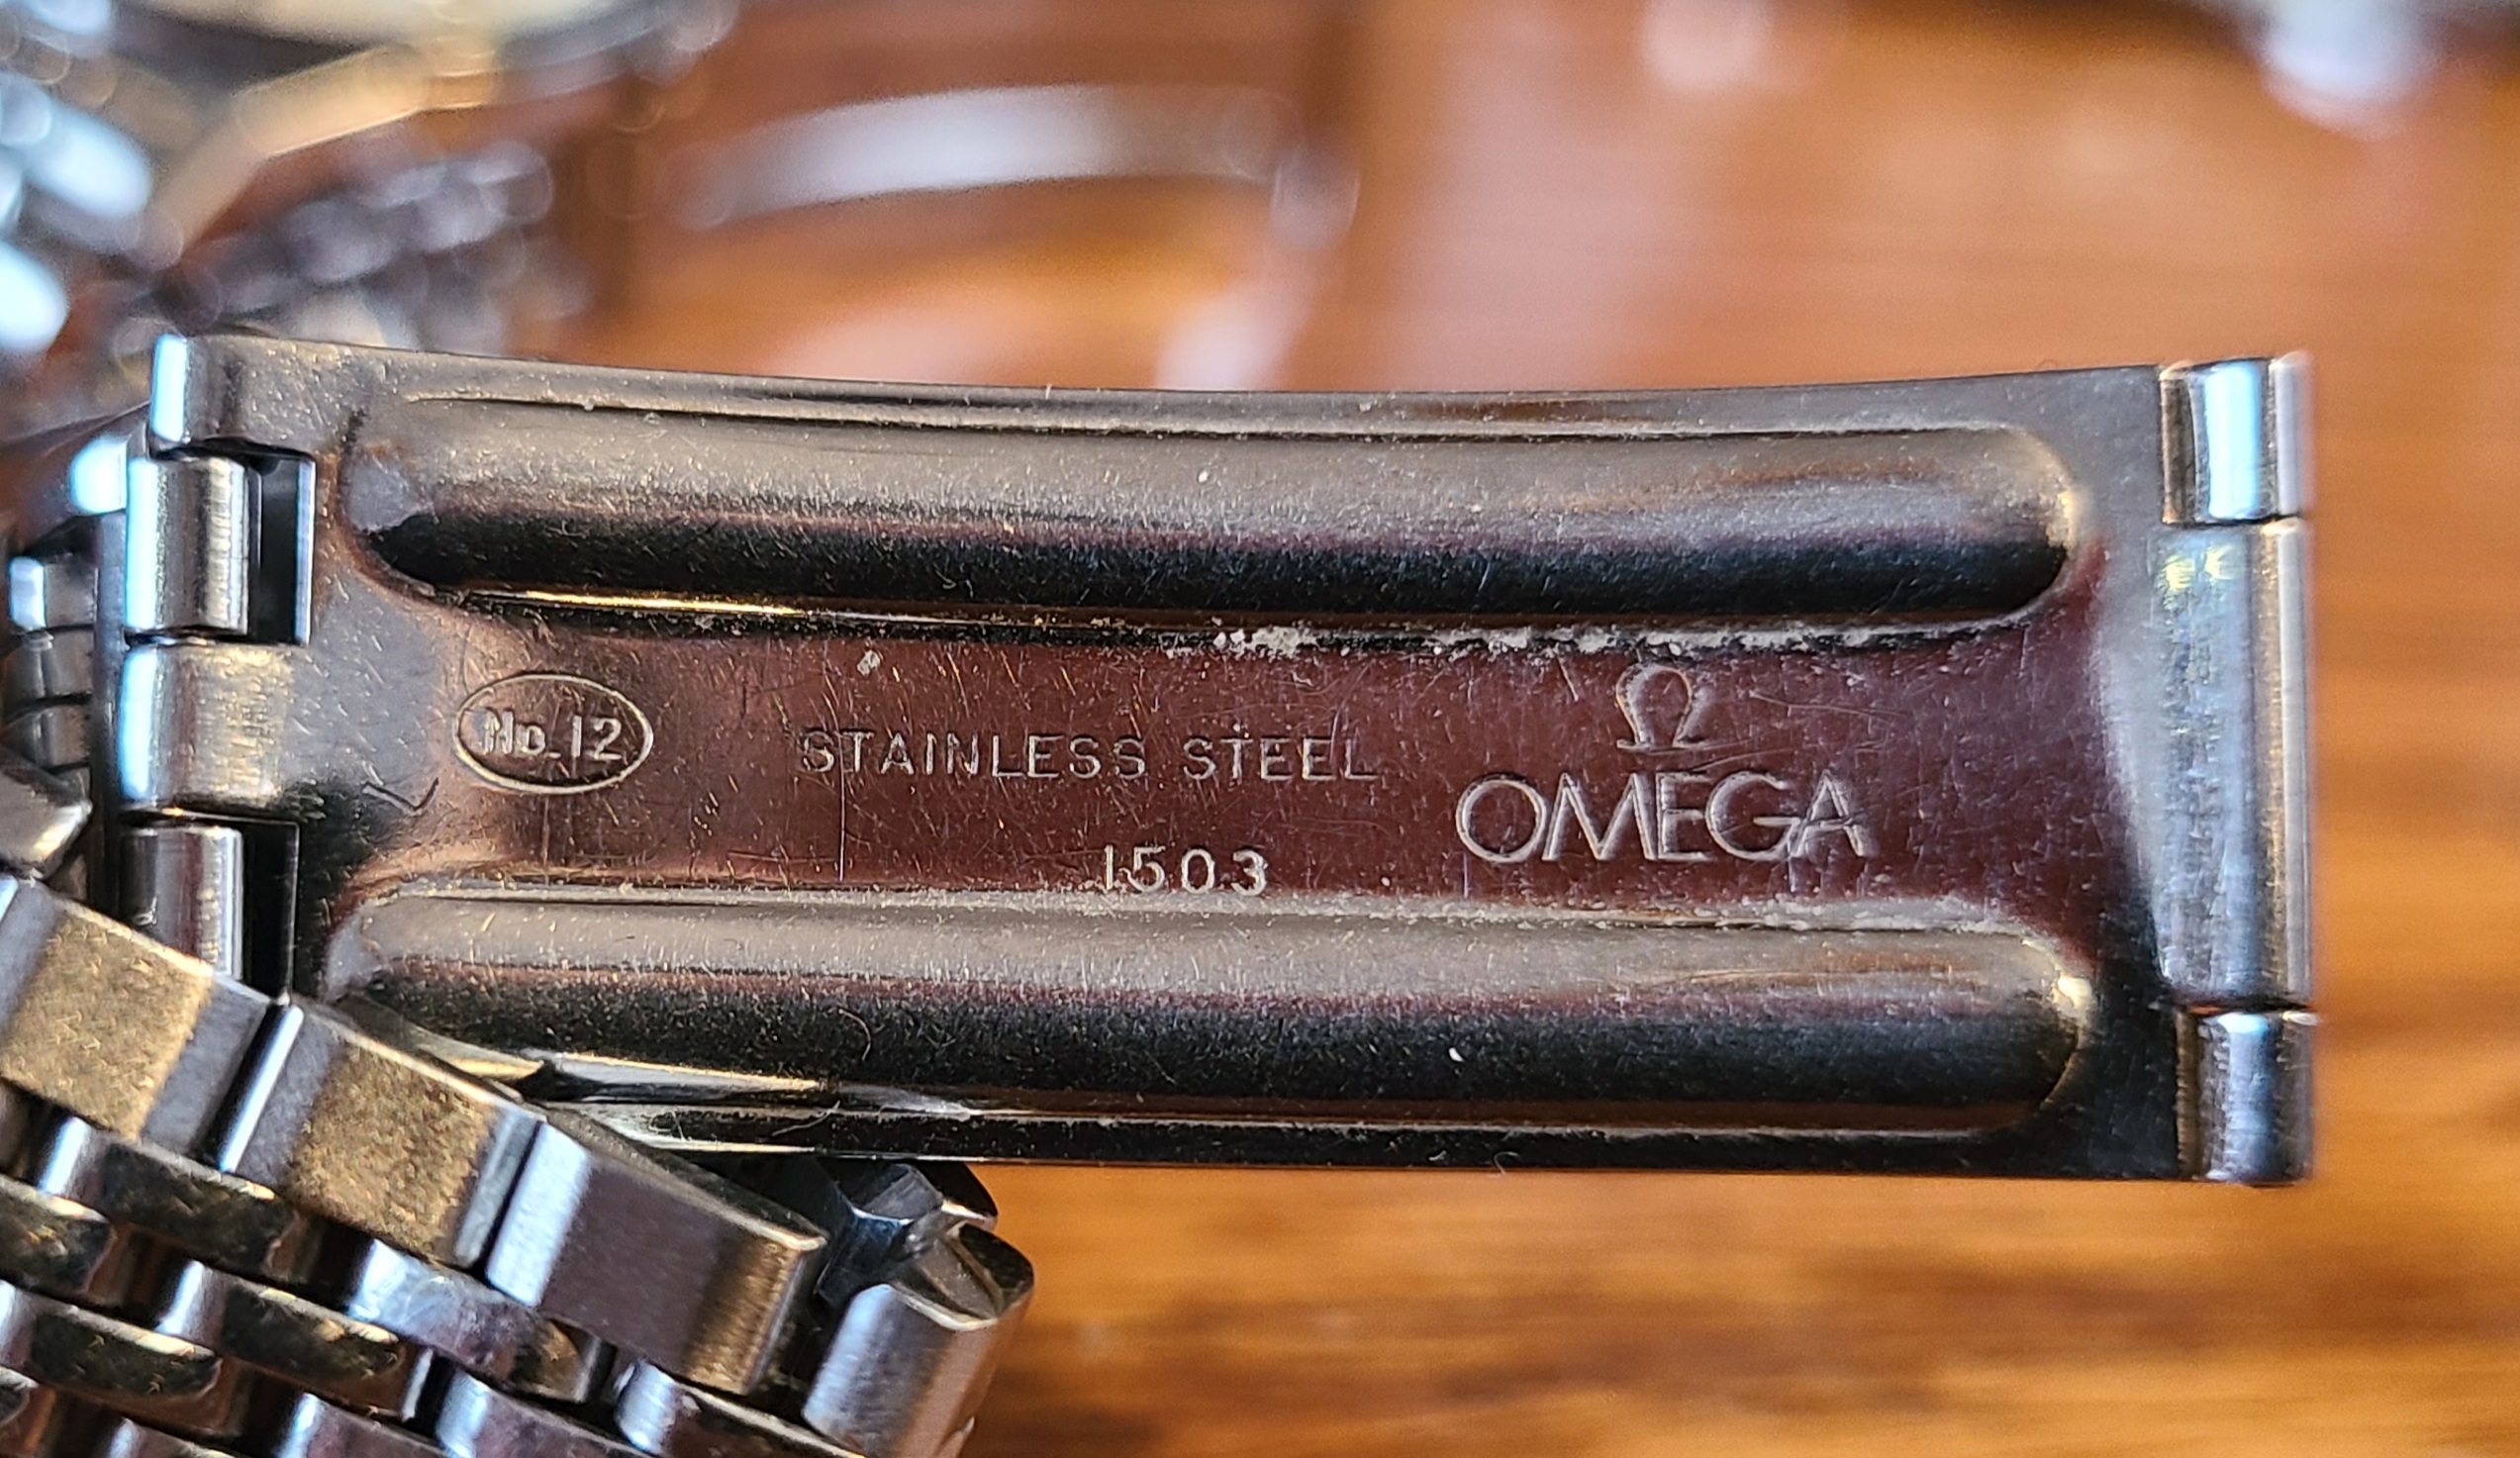 No.12
STAINLESS STEEL
1503
Ω
OMEGA